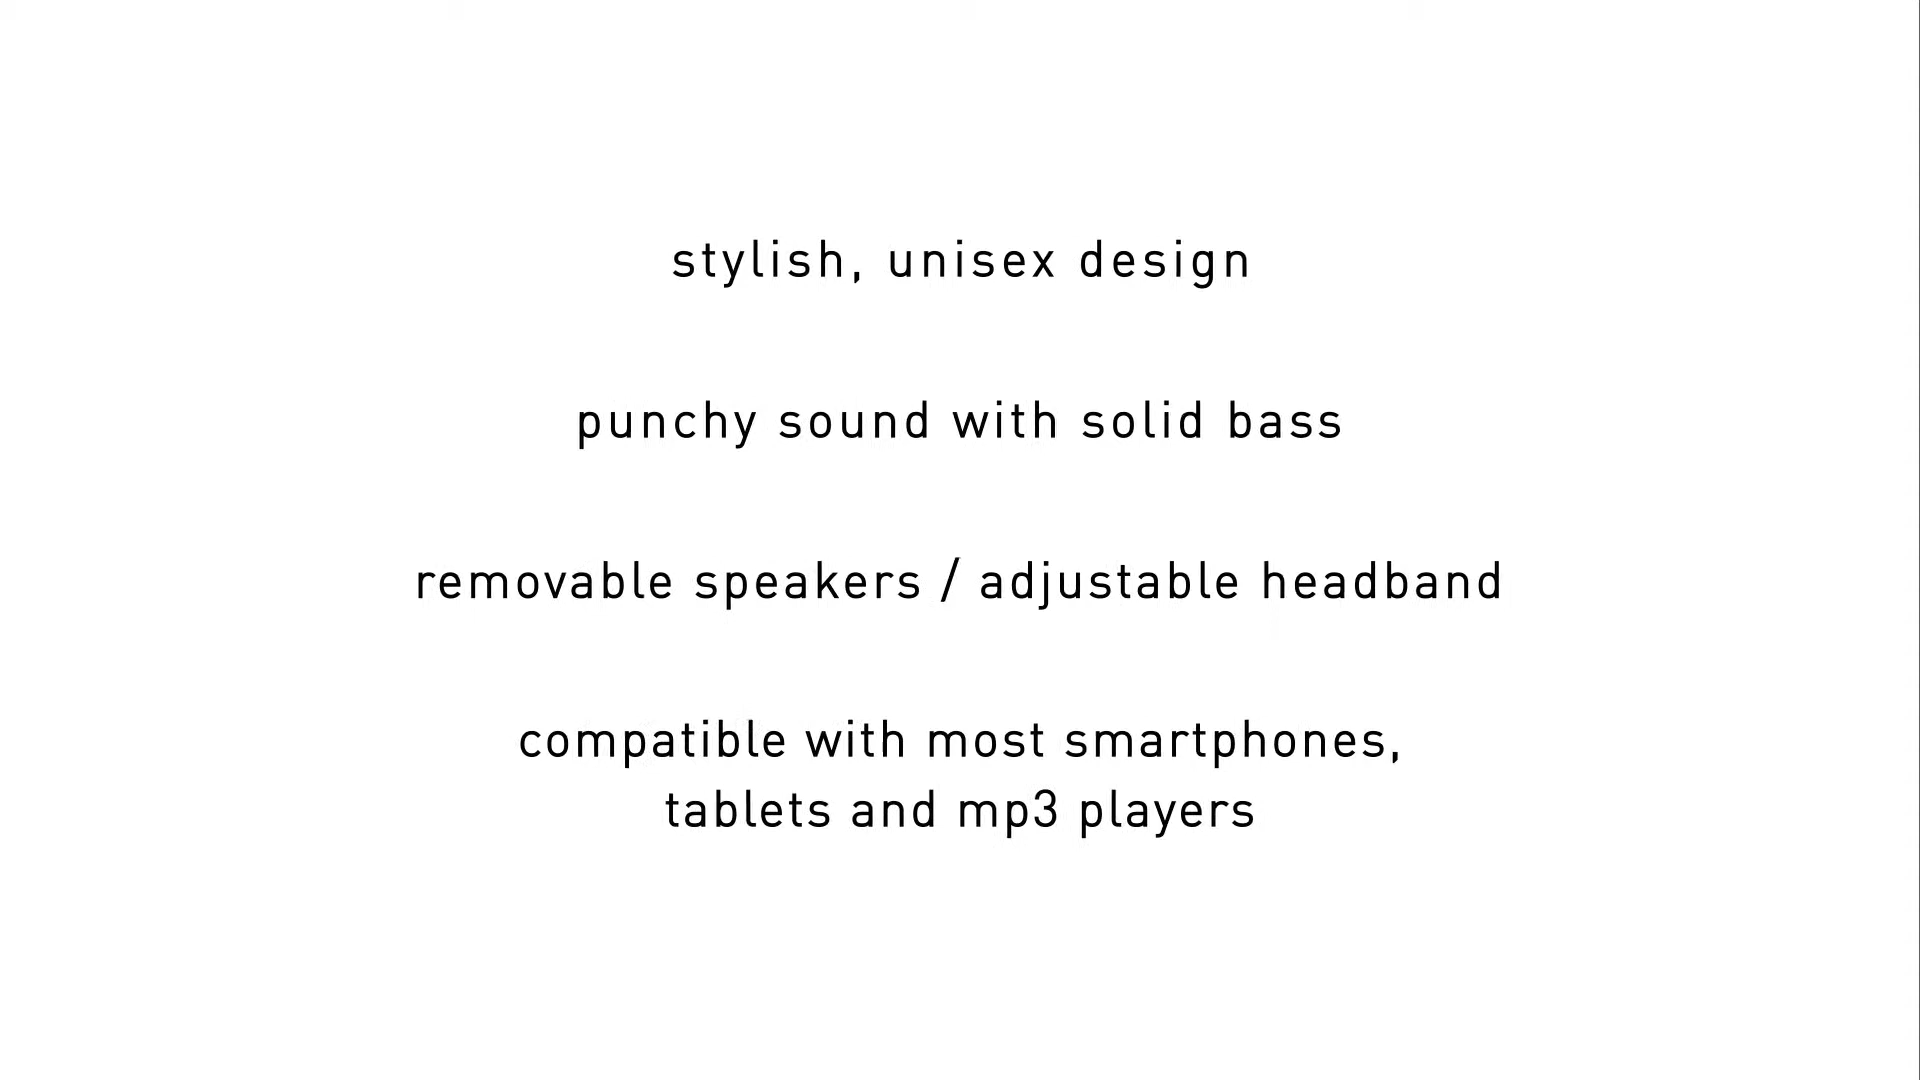 stylish, unisex design
punchy sound with solid bass
removable speakers / adjustable headband
compatible with most smartphones,
tablets and mp3 players